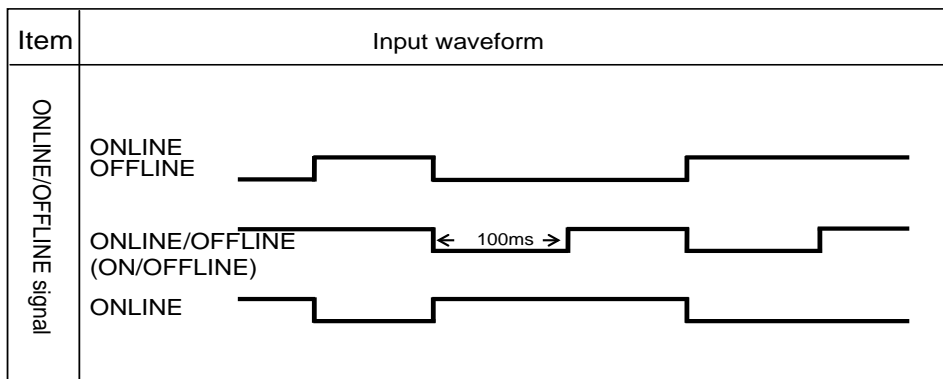 Item
Input waveform
ONLINE/OFFLINE signal
ONLINE
OFFLINE
ONLINE/OFFLINE
(ON/OFFLINE)
100ms
ONLINE